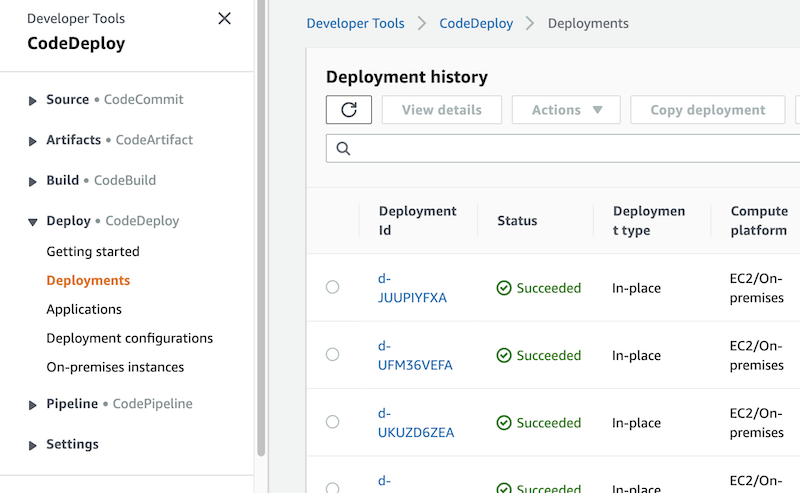 Developer Tools
CodeDeploy
Source • CodeCommit
Artifacts • CodeArtifact
Build • CodeBuild
Deploy • CodeDeploy
Getting started
Deployments
Applications
Deployment configurations
On-premises instances
Pipeline • CodePipeline
Settings
Developer Tools > CodeDeploy > Deployments
Deployment history
View details
Actions
Copy deployment
Deployment
Id
Status
Deploymen
t type
Compute
platform
d-
JUUPIYFXA
Succeeded
In-place
EC2/On-
premises
d-
UFM36VEFA
Succeeded
In-place
EC2/On-
premises
d-
UKUZD6ZEA
Succeeded
In-place
EC2/On-
premises
d-
Succeeded
In-place
EC2/On-